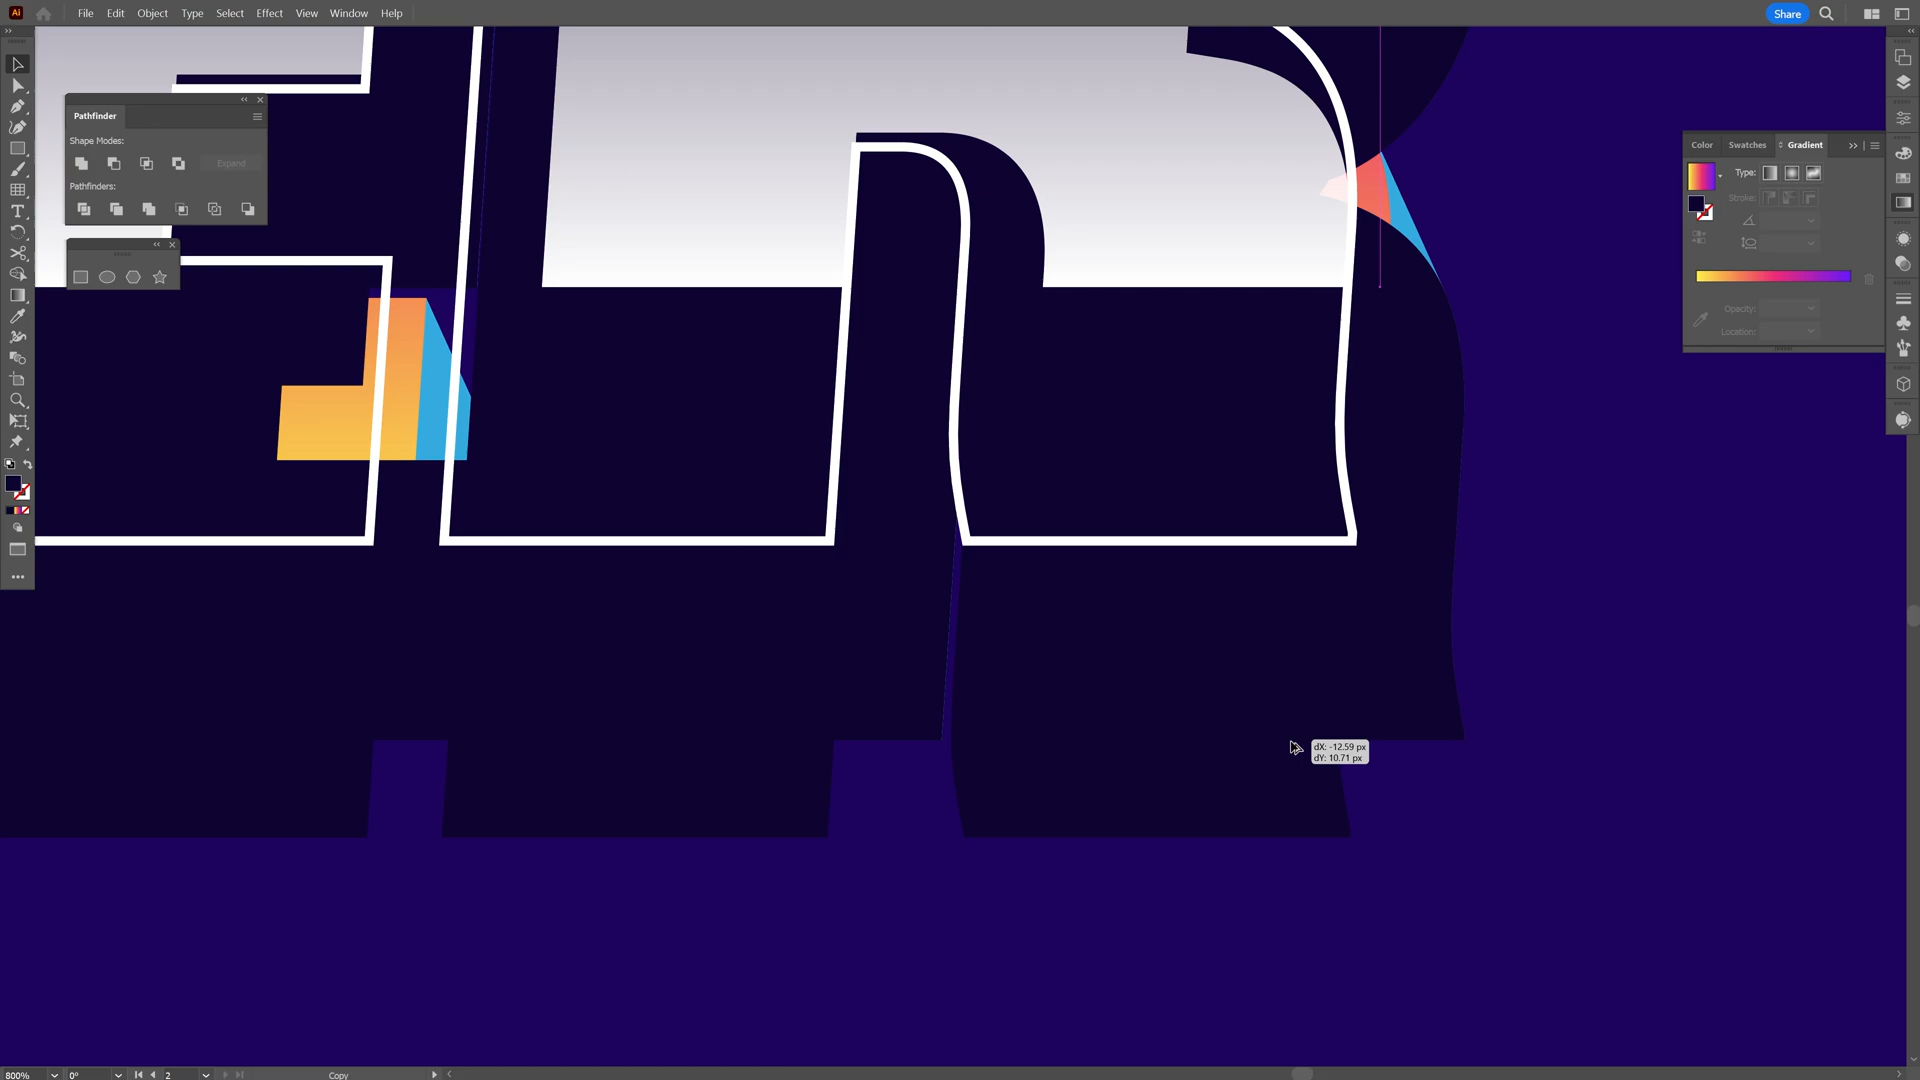 Ai File Edit Object Type Select Effect View Window Help Share
Pathfinder
Shape Modes:
Expand
Pathfinders:
Color Swatches Gradient
Type:
Stroke:
Opacity:
Location:
dX: -12.59 px
dY: 10.71 px
800% 0° 2 Copy